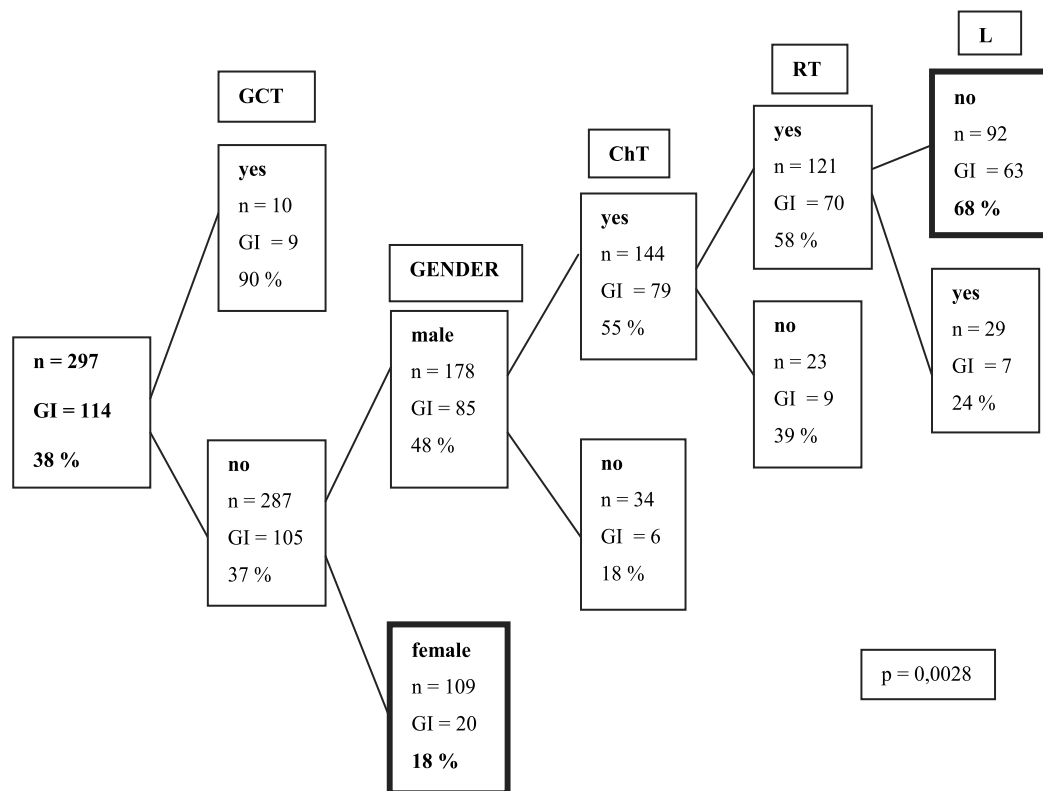 GCT
yes
n = 10
GI = 9
90 %
n = 297
GI = 114
38 %
no
n = 287
GI = 105
37 %
GENDER
male
n = 178
GI = 85
48 %
female
n = 109
GI = 20
18 %
ChT
yes
n = 144
GI = 79
55 %
no
n = 34
GI = 6
18 %
RT
yes
n = 121
GI = 70
58 %
no
n = 23
GI = 9
39 %
L
no
n = 92
GI = 63
68 %
yes
n = 29
GI = 7
24 %
p = 0,0028